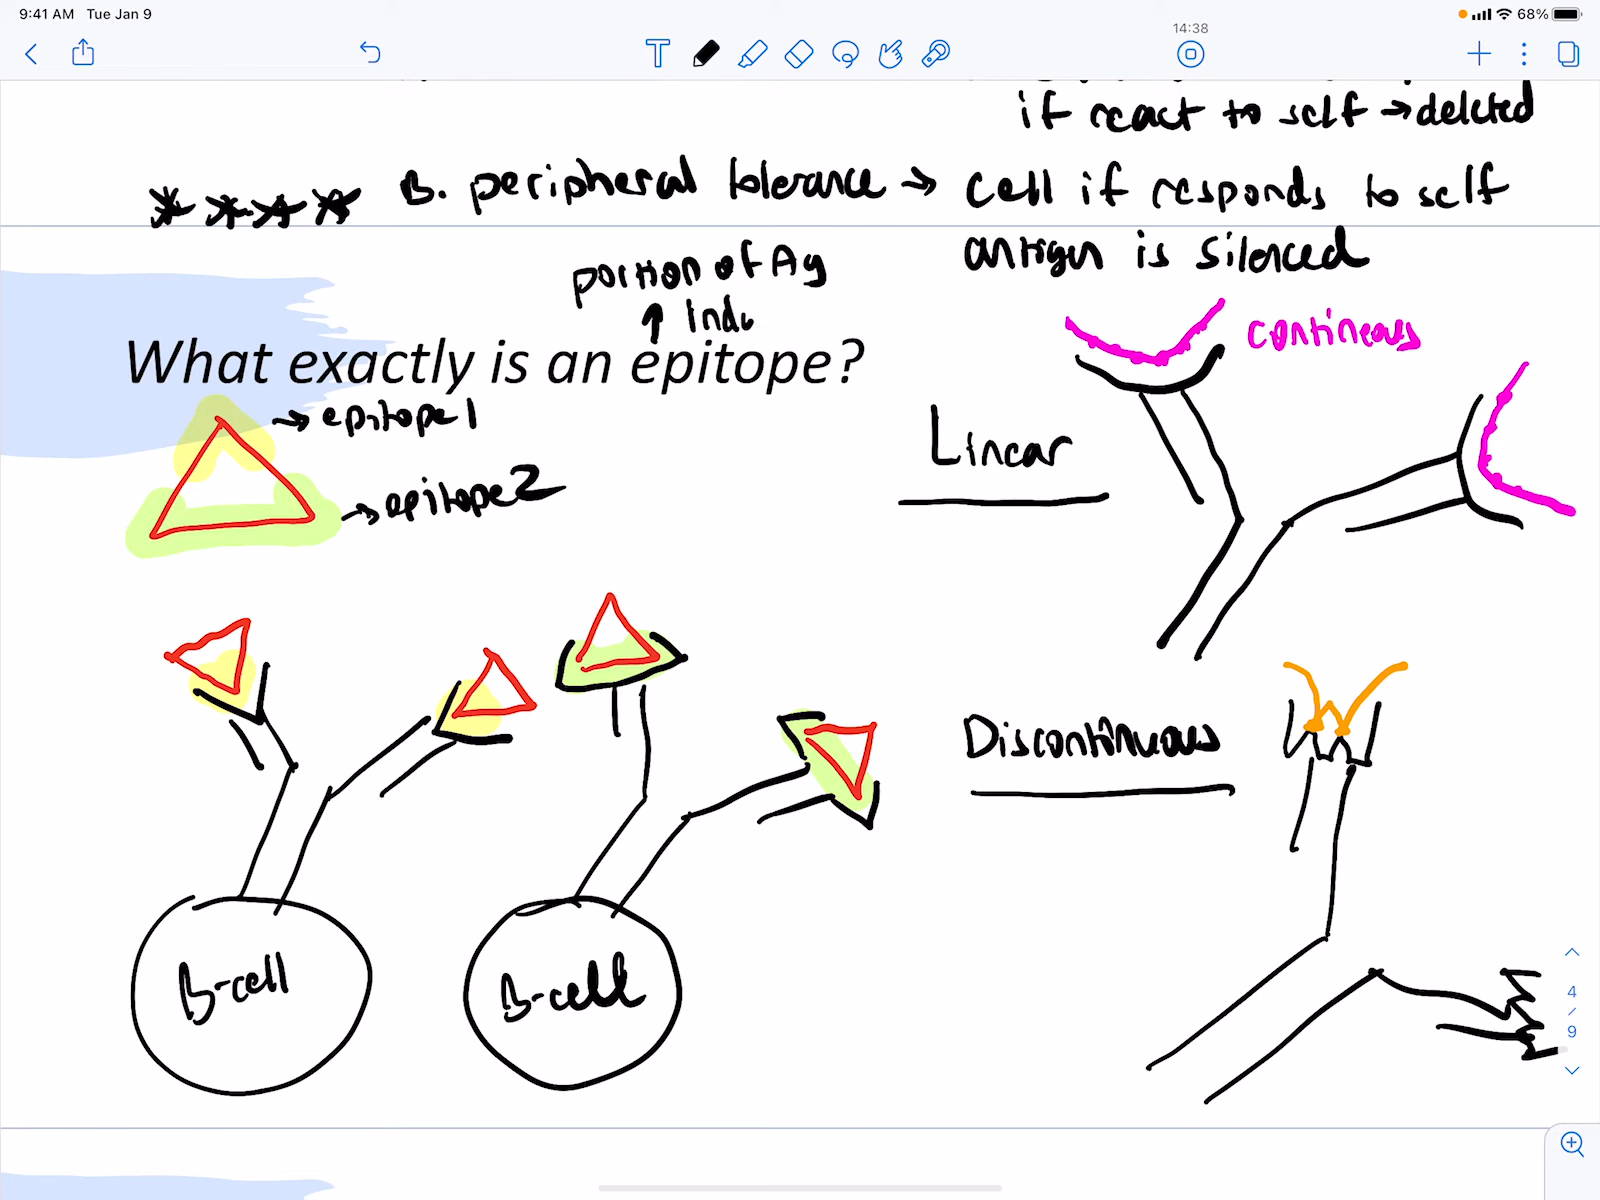 9:41 AM Tue Jan 9
68%
14:38
if react to self → deleted
**** B. peripheral tolerance → cell if responds to self
antigen is silenced
portion of Ag
↑ Indu
What exactly is an epitope?
→ epitope 1
→ epitope 2
Linear
contineous
Discontinuous
B-cell
B-cell
4
/
9